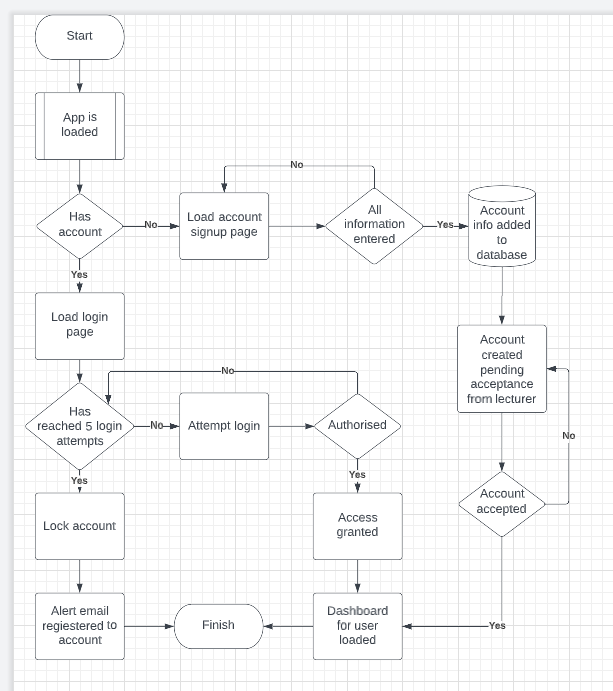 Start
App is
loaded
No
Has
account
No
Load account
signup page
All
information
entered
Yes
Account
info added
to
database
Yes
Load login
page
Account
created
pending
acceptance
from lecturer
No
Has
reached 5 login
attempts
No
Attempt login
Authorised
No
Yes
Yes
Account
accepted
Lock account
Access
granted
Alert email
regiestered to
account
Finish
Dashboard
for user
loaded
Yes